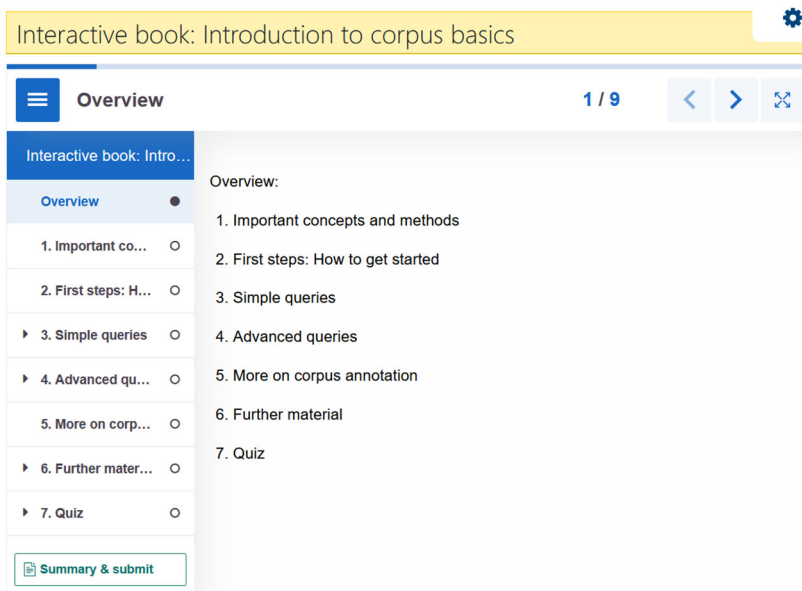 Interactive book: Introduction to corpus basics
Overview
1 / 9
Interactive book: Intro...
Overview
1. Important co...
2. First steps: H...
3. Simple queries
4. Advanced qu...
5. More on corp...
6. Further mater...
7. Quiz
Summary & submit
Overview:
1. Important concepts and methods
2. First steps: How to get started
3. Simple queries
4. Advanced queries
5. More on corpus annotation
6. Further material
7. Quiz